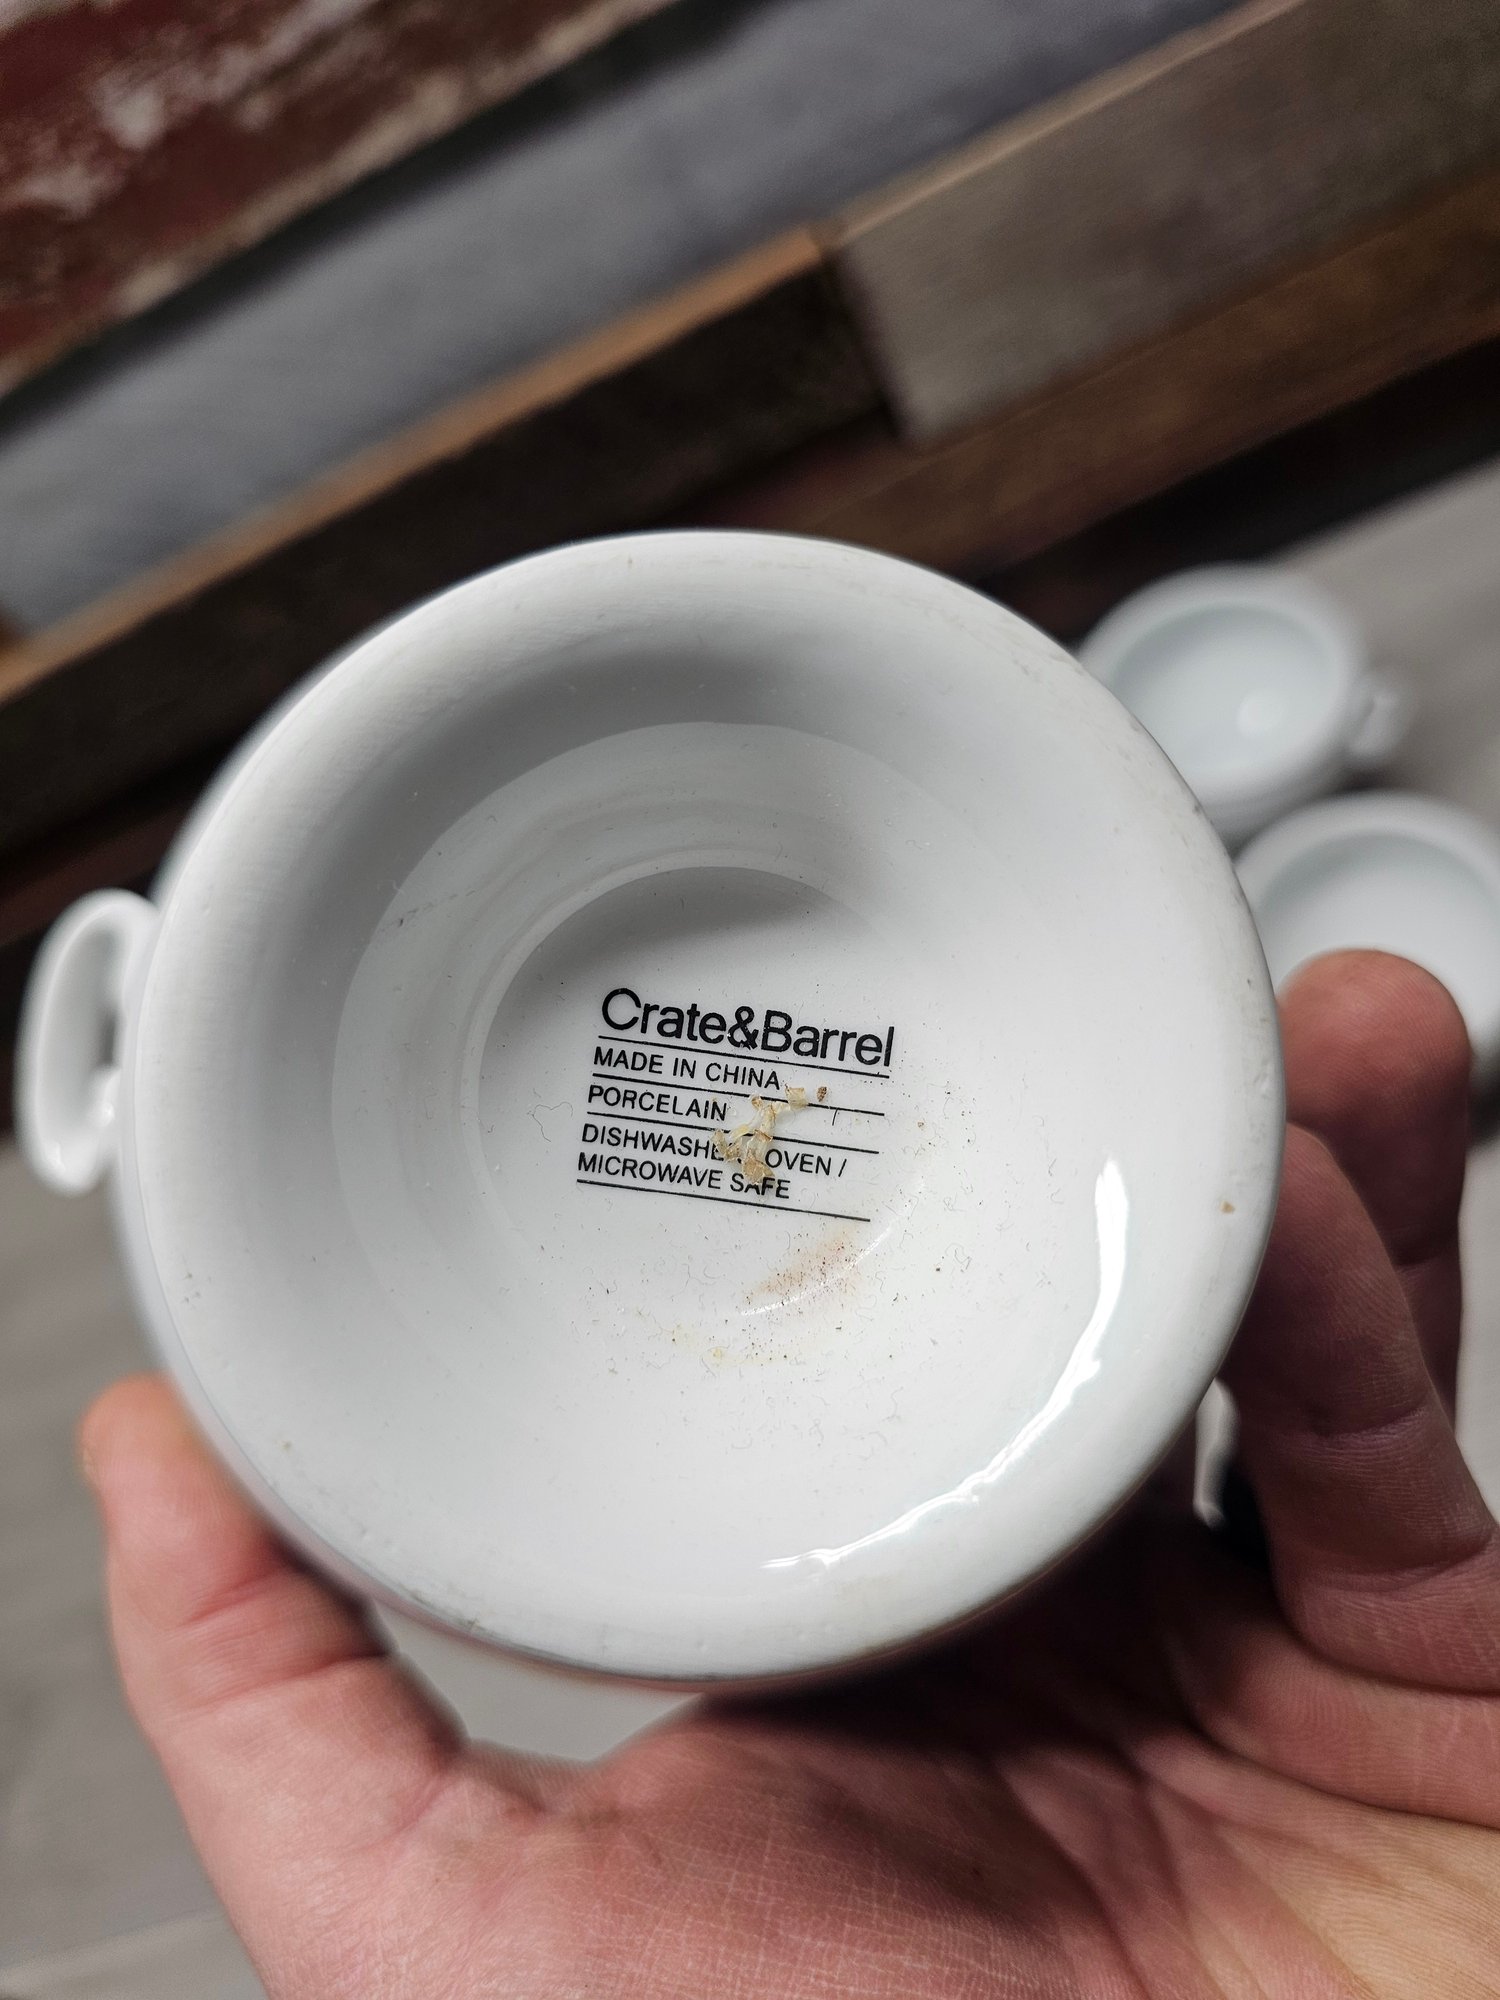 Crate&Barrel
MADE IN CHINA
PORCELAIN
DISHWASHER/OVEN /
MICROWAVE SAFE